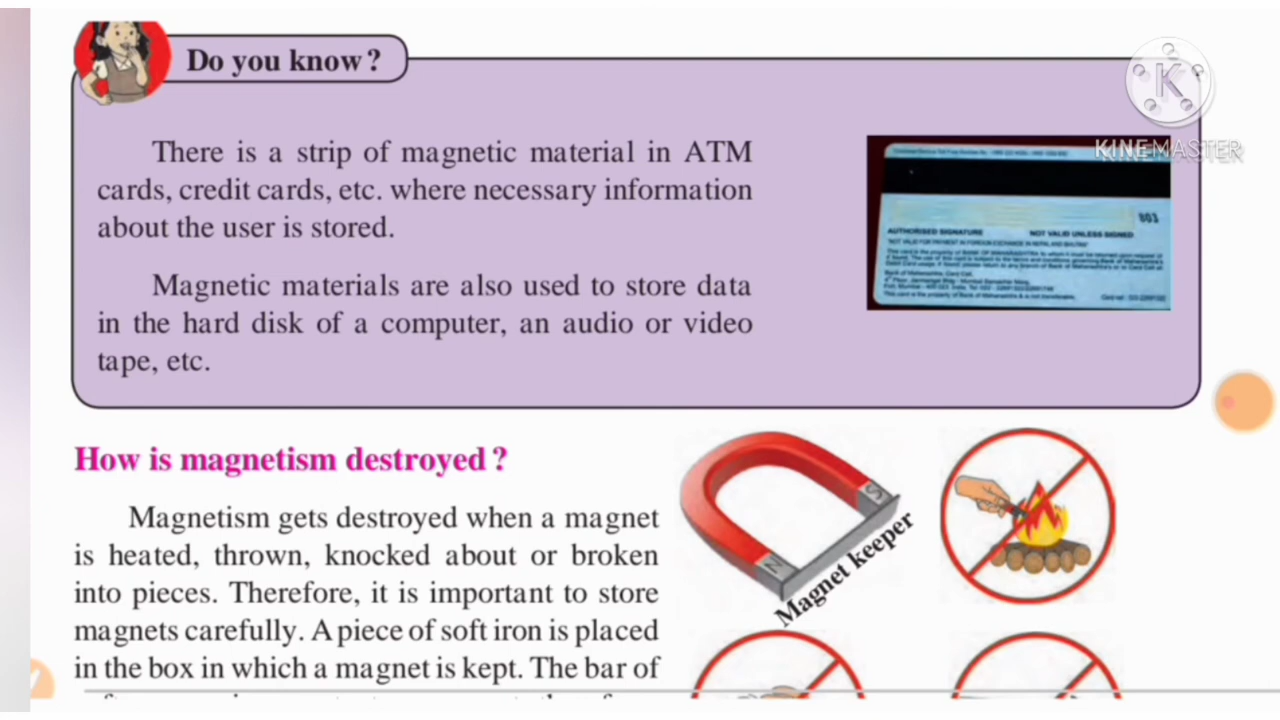 Do you know?
K
KINEMASTER
There is a strip of magnetic material in ATM
cards, credit cards, etc. where necessary information
about the user is stored.
Magnetic materials are also used to store data
in the hard disk of a computer, an audio or video
tape, etc.
803
AUTHORISED SIGNATURE NOT VALID UNLESS SIGNED
How is magnetism destroyed?
Magnetism gets destroyed when a magnet
is heated, thrown, knocked about or broken
into pieces. Therefore, it is important to store
magnets carefully. A piece of soft iron is placed
in the box in which a magnet is kept. The bar of
S
N
Magnet keeper